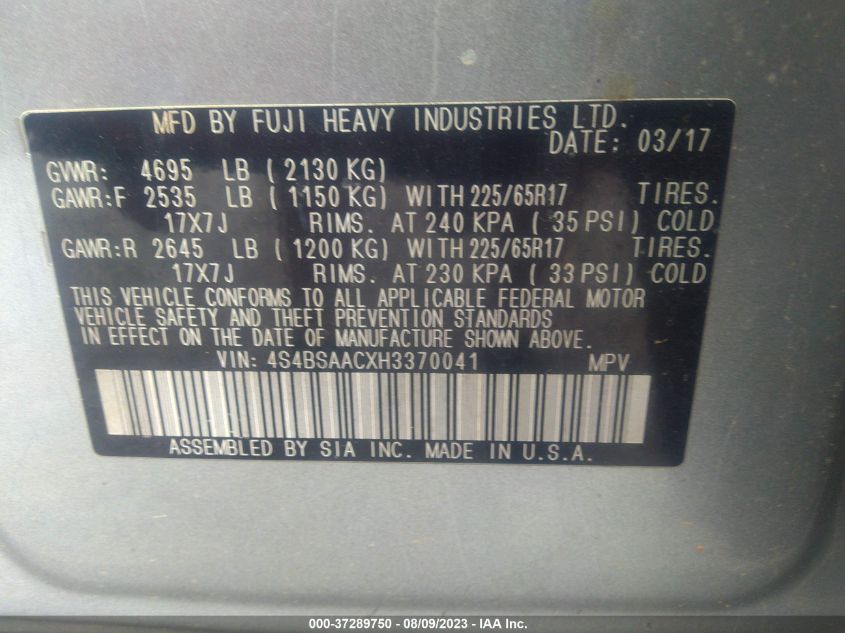 MFD BY FUJI HEAVY INDUSTRIES LTD.
DATE: 03/17
GVWR: 4695 LB ( 2130 KG)
GAWR:F 2535 LB ( 1150 KG) WITH 225/65R17 TIRES.
17X7J RIMS. AT 240 KPA ( 35 PSI) COLD
GAWR:R 2645 LB ( 1200 KG) WITH 225/65R17 TIRES.
17X7J RIMS. AT 230 KPA ( 33 PSI) COLD
THIS VEHICLE CONFORMS TO ALL APPLICABLE FEDERAL MOTOR
VEHICLE SAFETY AND THEFT PREVENTION STANDARDS
IN EFFECT ON THE DATE OF MANUFACTURE SHOWN ABOVE.
VIN: 4S4BSAACXH3370041 MPV
ASSEMBLED BY SIA INC. MADE IN U.S.A.
000-37289750 - 08/09/2023 - IAA Inc.